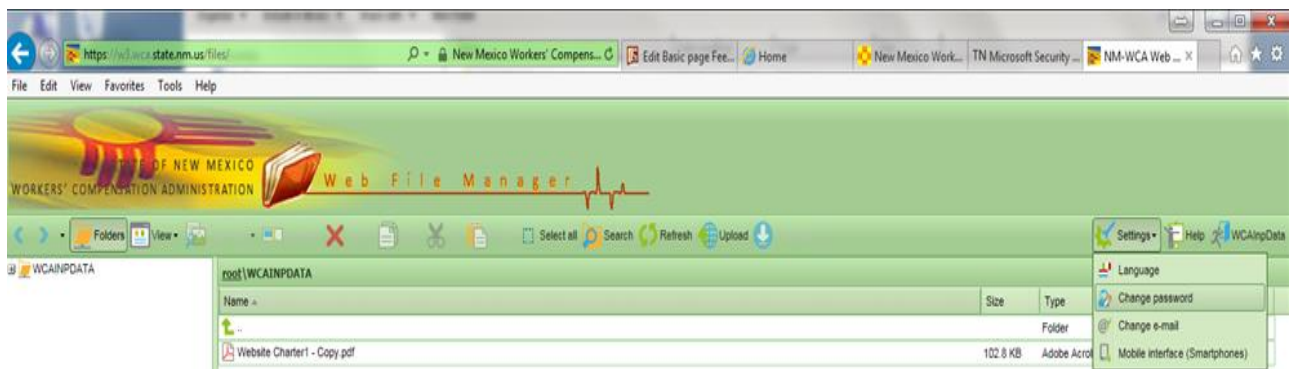 https://w3.wca.state.nm.us/files/
New Mexico Workers' Compens...
Edit Basic page Fee...
Home
New Mexico Work...
TN Microsoft Security ...
NM-WCA Web ...
File Edit View Favorites Tools Help
STATE OF NEW MEXICO
WORKERS' COMPENSATION ADMINISTRATION
Web File Manager
Folders View Select all Search Refresh Upload Settings Help WCAInpData
WCAINPDATA
root\WCAINPDATA
Language
Name Size Type
Change password
.. Folder
Change e-mail
Website Charter1 - Copy.pdf 102.8 KB Adobe Acrol
Mobile interface (Smartphones)